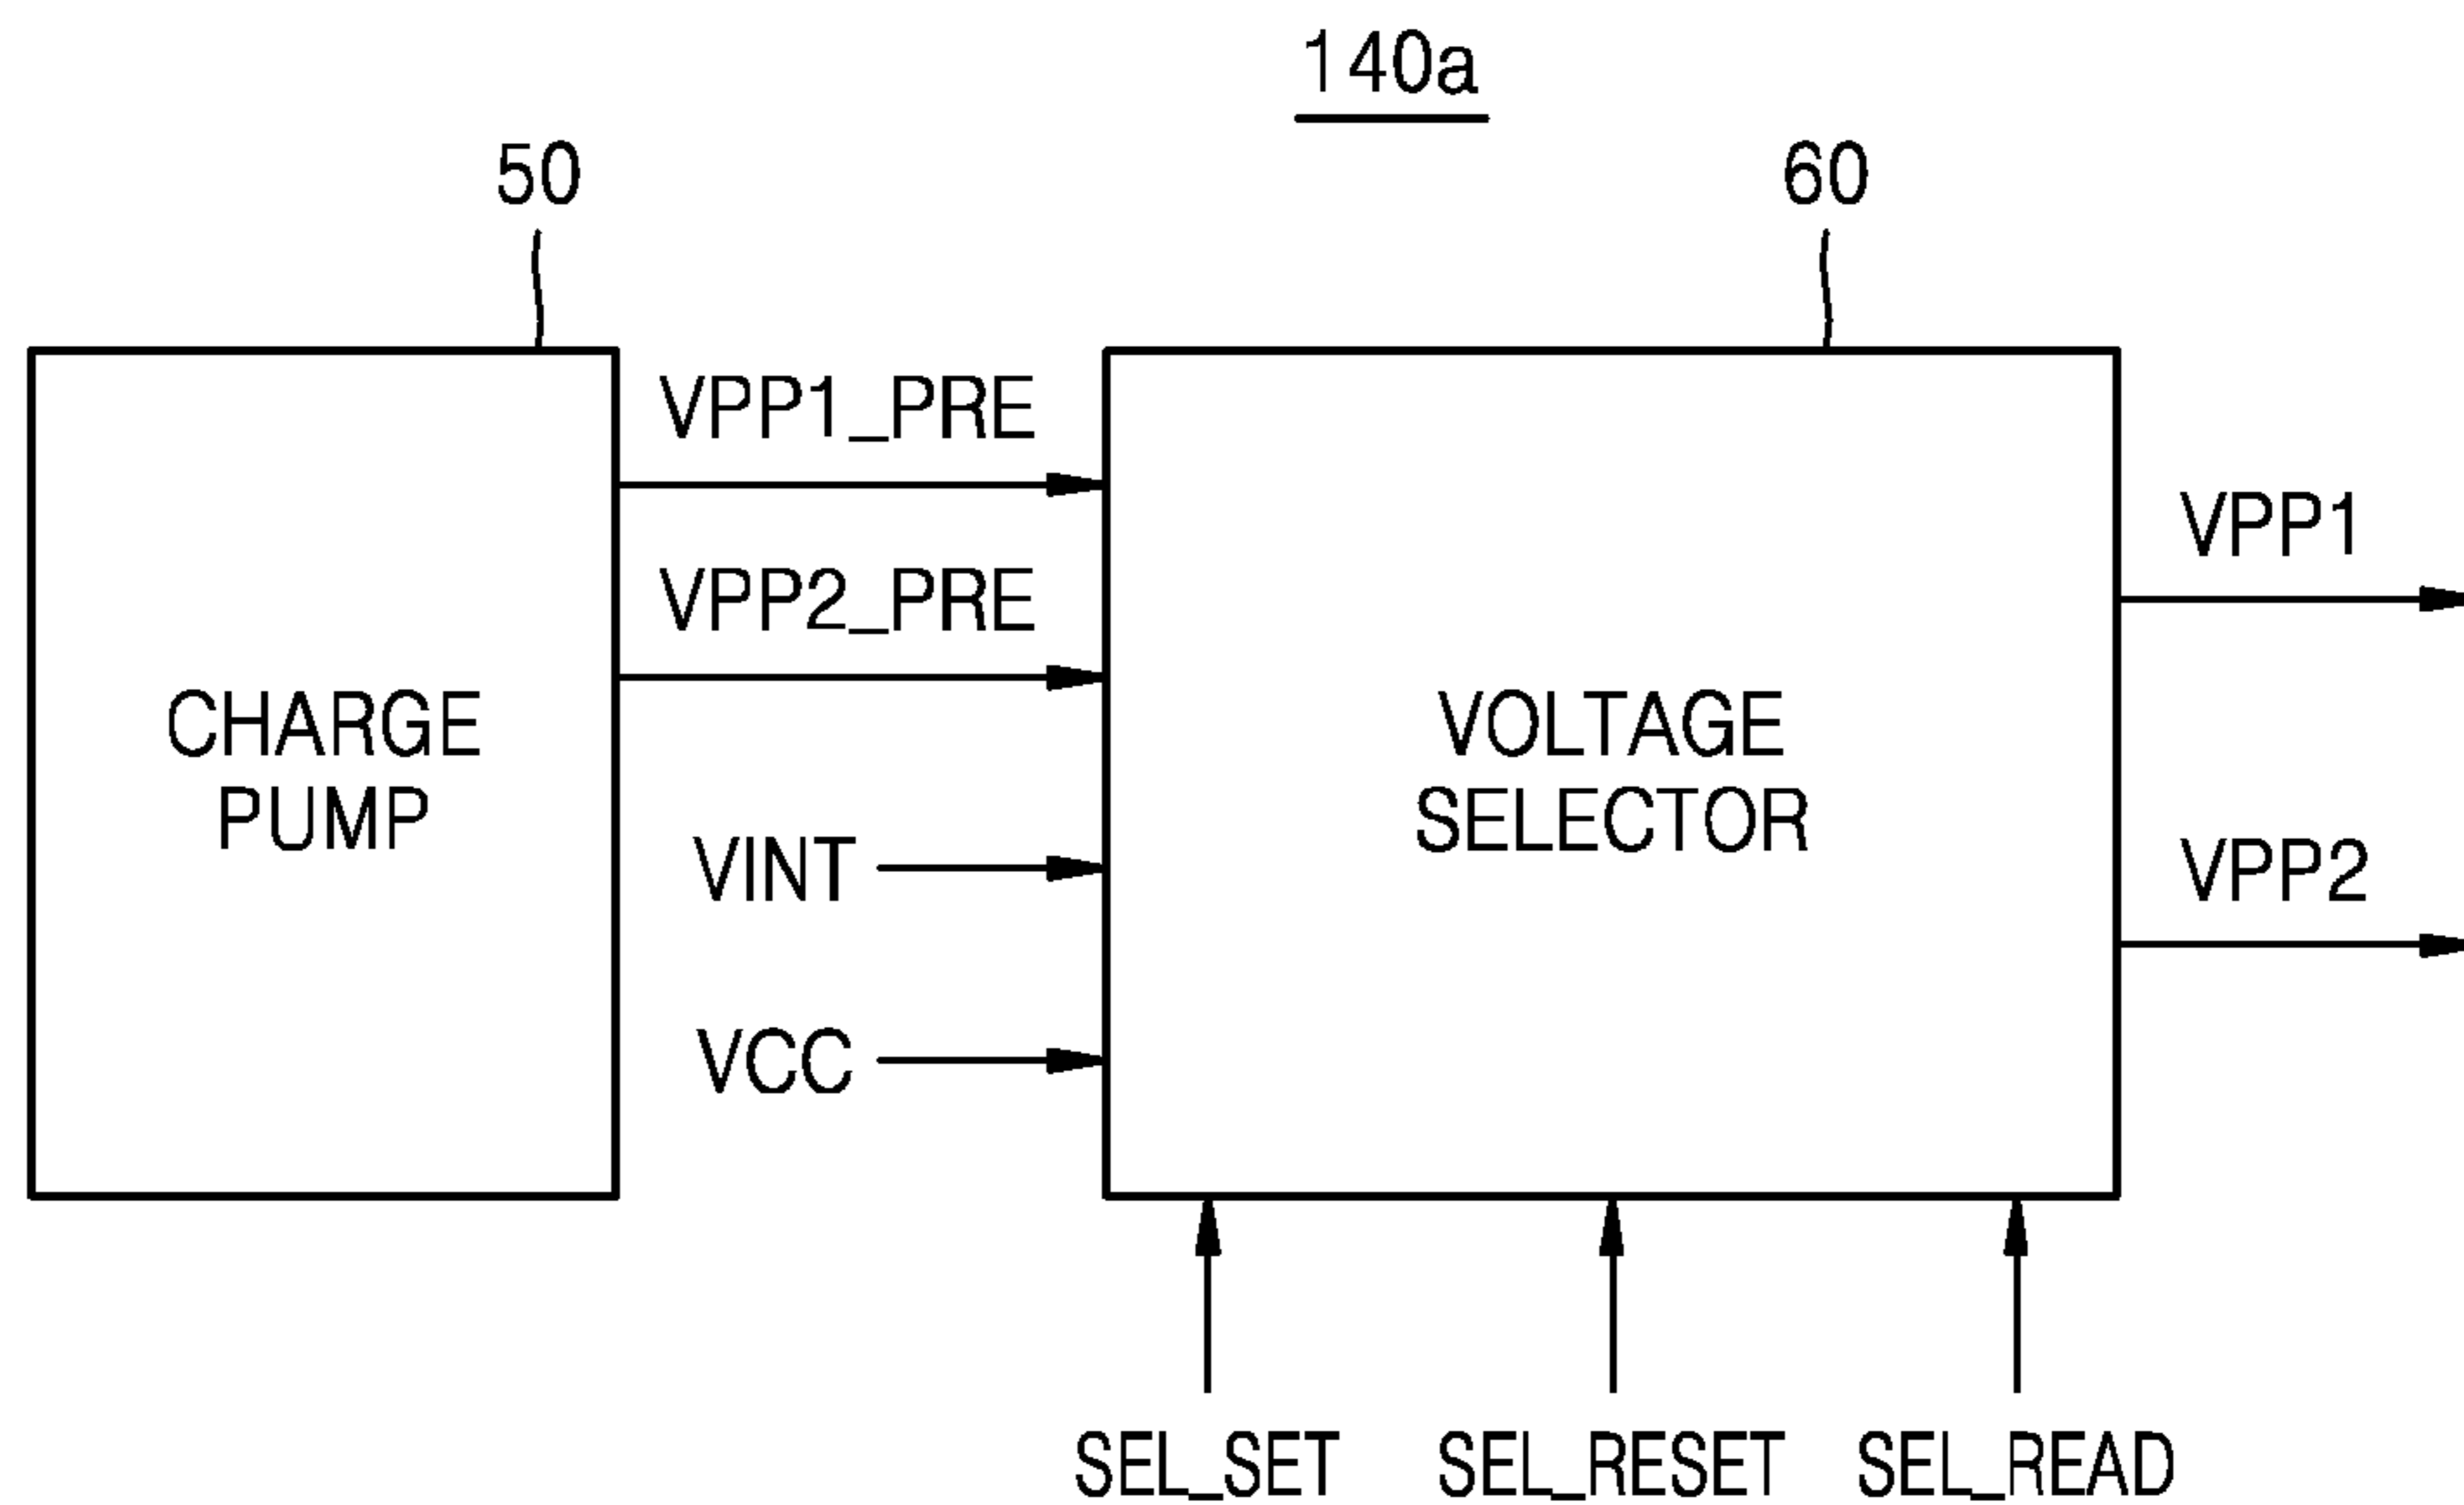 140a
50
60
VPP1_PRE
VPP2_PRE
VPP1
CHARGE
PUMP
VOLTAGE
SELECTOR
VINT
VPP2
VCC
SEL_SET
SEL_RESET
SEL_READ